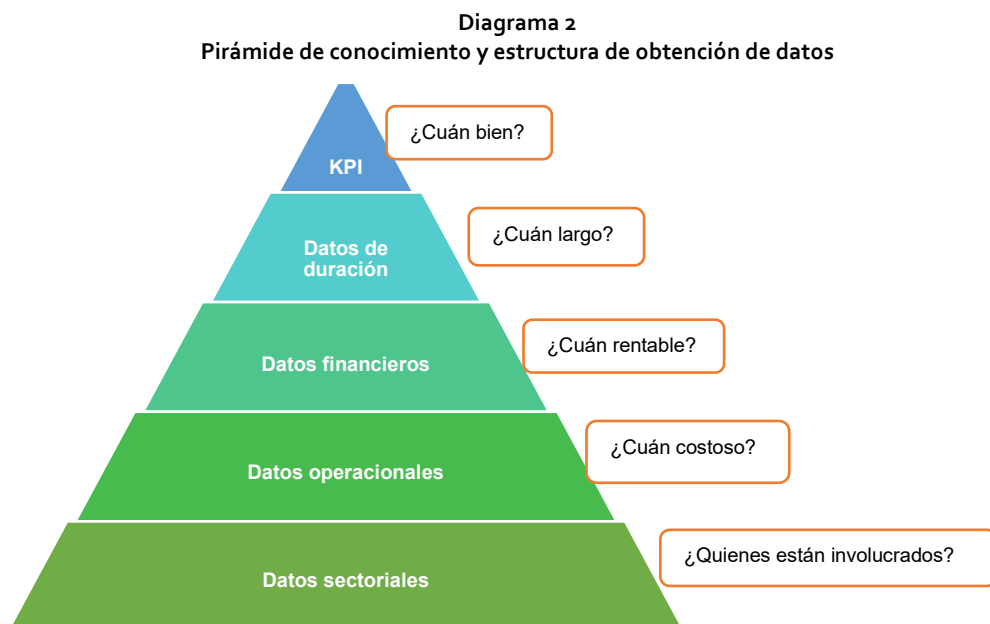 Diagrama 2
Pirámide de conocimiento y estructura de obtención de datos
¿Cuán bien?
KPI
¿Cuán largo?
Datos de
duración
¿Cuán rentable?
Datos financieros
¿Cuán costoso?
Datos operacionales
¿Quienes están involucrados?
Datos sectoriales